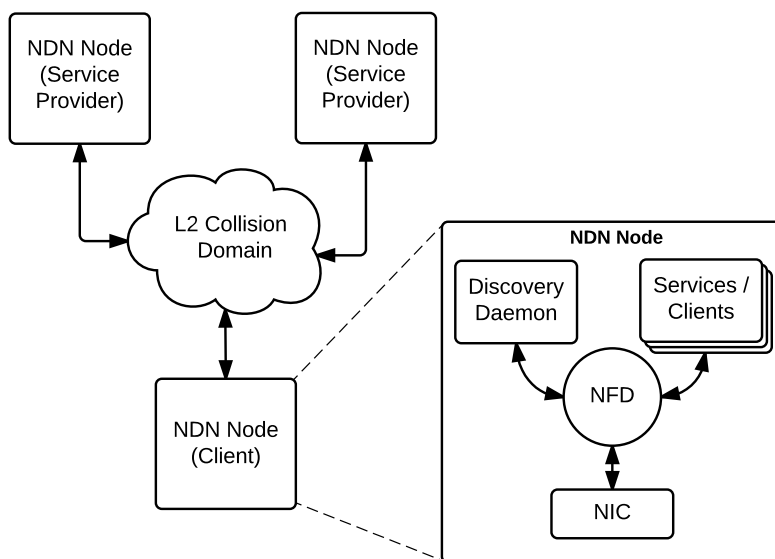 NDN Node
(Service
Provider)
NDN Node
(Service
Provider)
L2 Collision
Domain
NDN Node
(Client)
NDN Node
Discovery
Daemon
Services /
Clients
NFD
NIC